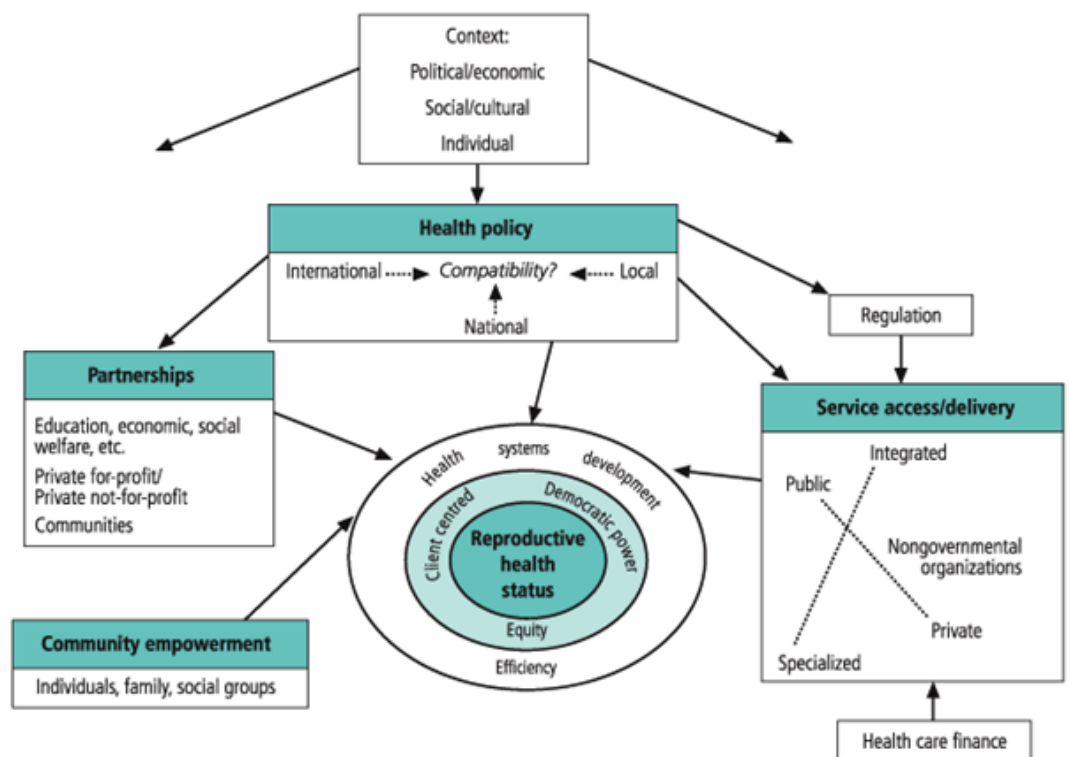 Context:
Political/economic
Social/cultural
Individual
Health policy
International
Compatibility?
Local
National
Regulation
Partnerships
Education, economic, social
welfare, etc.
Private for-profit/
Private not-for-profit
Communities
Service access/delivery
Integrated
Public
Nongovernmental
organizations
Private
Specialized
Health systems development
Client centred
Democratic power
Reproductive
health
status
Equity
Efficiency
Community empowerment
Individuals, family, social groups
Health care finance